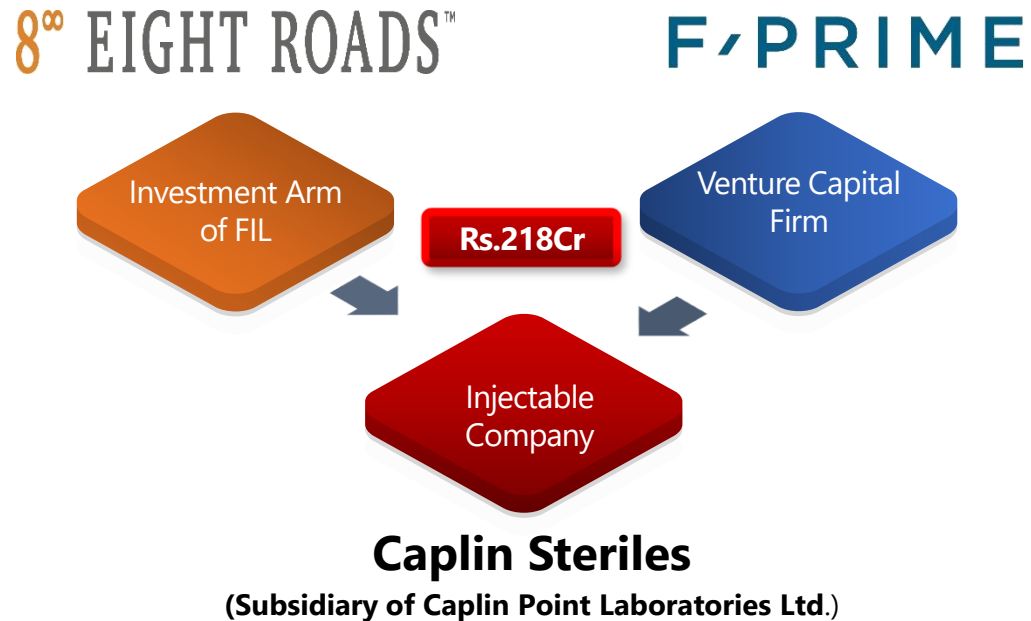 8∞ EIGHT ROADS™
F-PRIME
Investment Arm
of FIL
Rs.218Cr
Venture Capital
Firm
Injectable
Company
Caplin Steriles
(Subsidiary of Caplin Point Laboratories Ltd.)